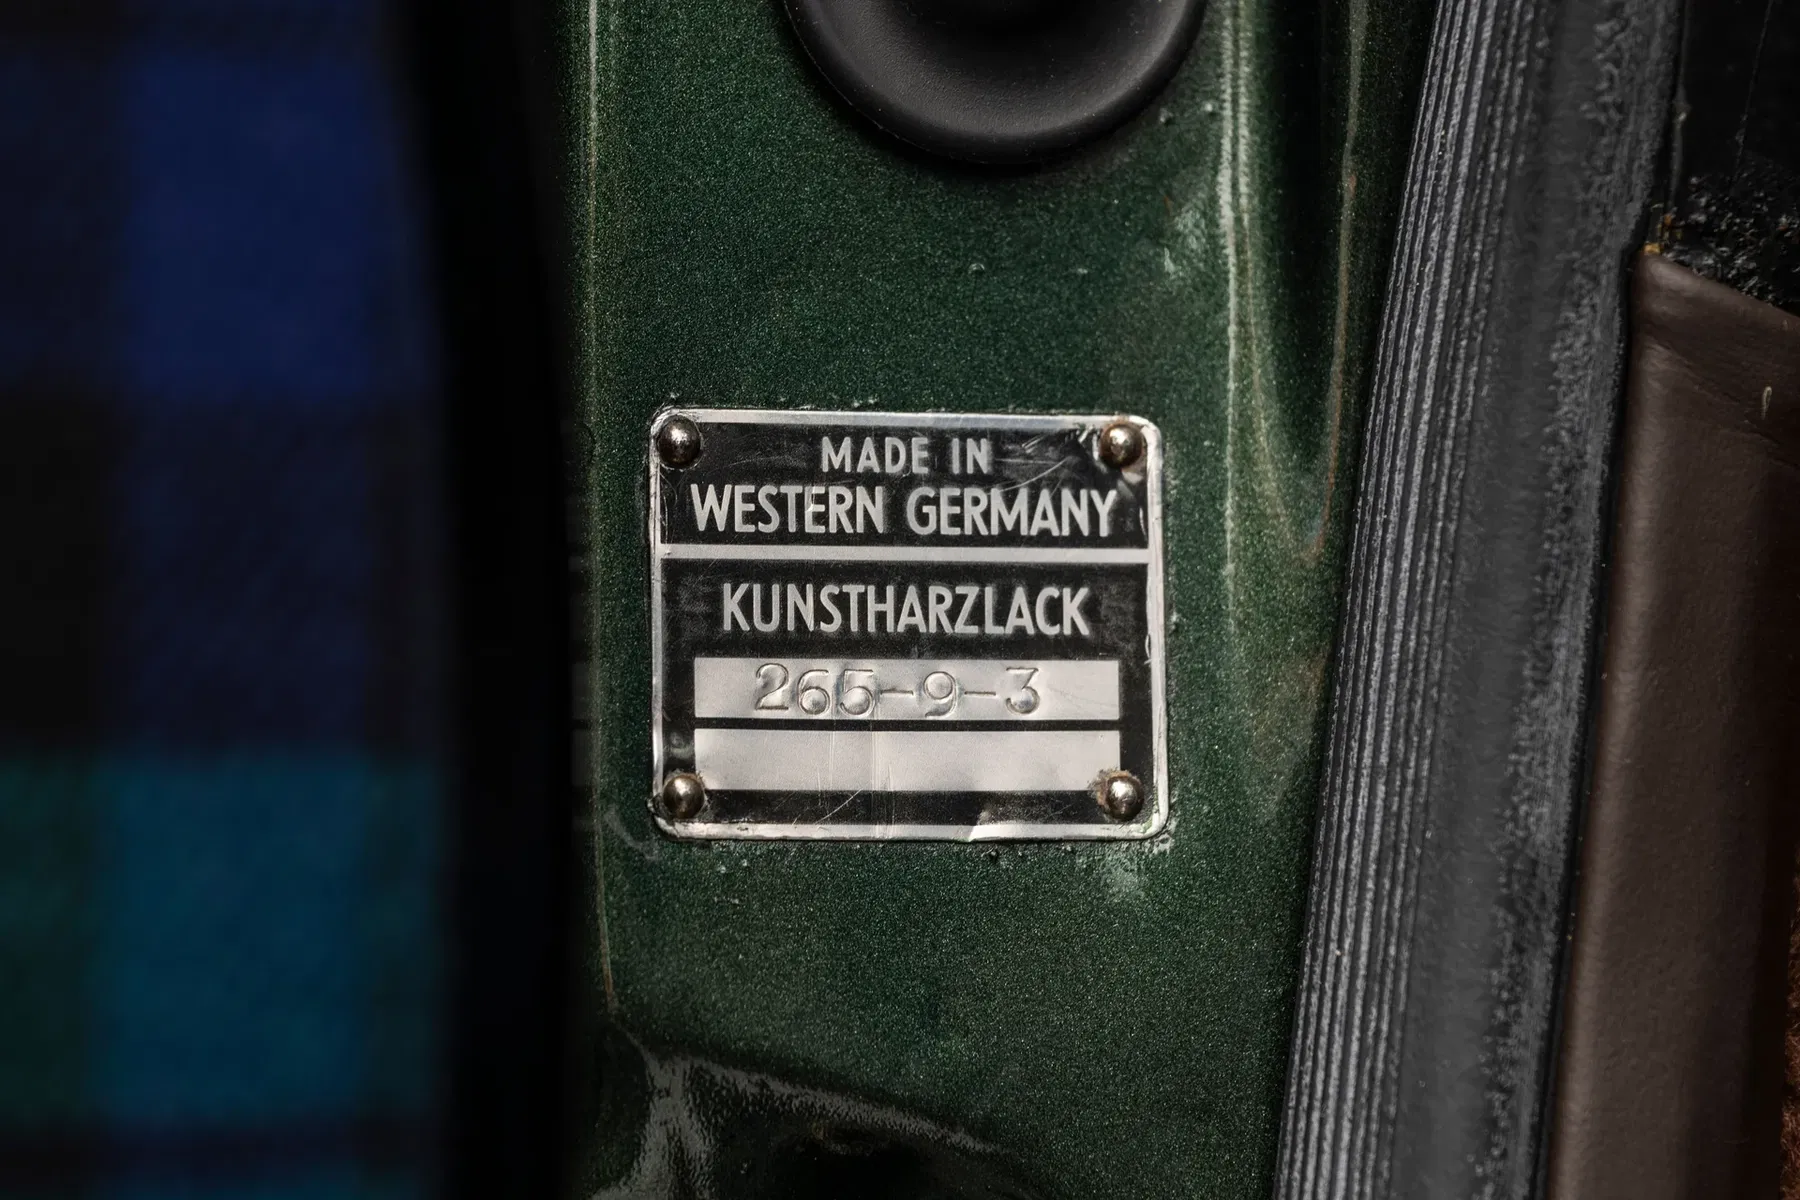 MADE IN
WESTERN GERMANY
KUNSTHARZLACK
265-9-3